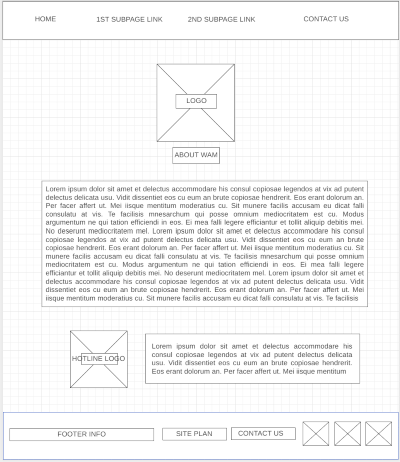 HOME 1ST SUBPAGE LINK 2ND SUBPAGE LINK CONTACT US
LOGO
ABOUT WAM
Lorem ipsum dolor sit amet et delectus accommodare his consul copiosae legendos at vix ad putent
delectus usu. Vidit dissentiet eos cu eum an brute copiosae hendrerit. Eos erant dolorum an.
Per facer affert ut. Mei iisque mentitum moderatius cu. Sit munere facilis accusam eu dicat falli
consulatu at vis. Te facilisis mnesarchum qui posse omnium mediocritatem est cu. Modus
argumentum ne qui tation efficiendi in eos. Ei mea falli legere efficiantur et tollit aliquip debitis mei.
No deserunt mediocritatem mel. Lorem ipsum dolor sit amet et delectus accommodare his consul
copiosae legendos at vix ad putent delectus usu. Vidit dissentiet eos cu eum an brute
copiosae hendrerit. Eos erant dolorum an. Per facer affert ut. Mei iisque mentitum moderatius cu. Sit
munere facilis accusam eu dicat falli consulatu at vis. Te facilisis mnesarchum qui posse omnium
mediocritatem est cu. Modus argumentum ne qui tation efficiendi in eos. Ei mea falli legere
efficiantur et tollit aliquip debitis mei. No deserunt mediocritatem mel. Lorem ipsum dolor sit amet et
delectus accommodare his consul copiosae legendos at vix ad putent delectus usu. Vidit
dissentiet eos cu eum an brute copiosae hendrerit. Eos erant dolorum an. Per facer affert ut. Mei
iisque mentitum moderatius cu. Sit munere facilis accusam eu dicat falli consulatu at vis. Te facilisis
HOTLINE LOGO
Lorem ipsum dolor sit amet et delectus accommodare his
consul copiosae legendos at vix ad putent delectus
usu. Vidit dissentiet eos cu eum an brute copiosae hendrerit.
Eos erant dolorum an. Per facer affert ut. Mei iisque mentitum
FOOTER INFO SITE PLAN CONTACT US